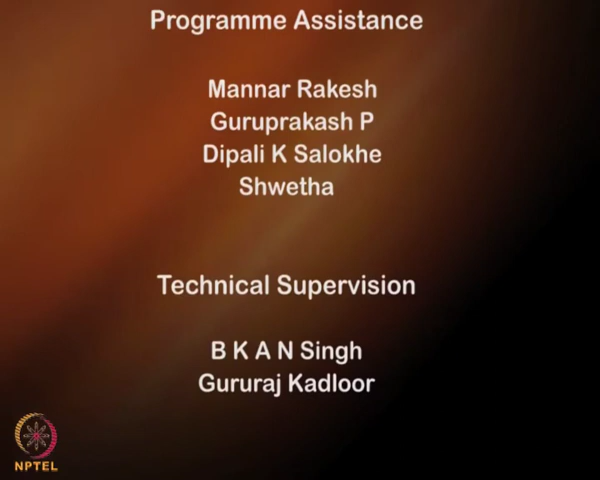 Programme Assistance
Mannar Rakesh
Guruprakash P
Dipali K Salokhe
Shwetha
Technical Supervision
B K A N Singh
Gururaj Kadloor
NPTEL